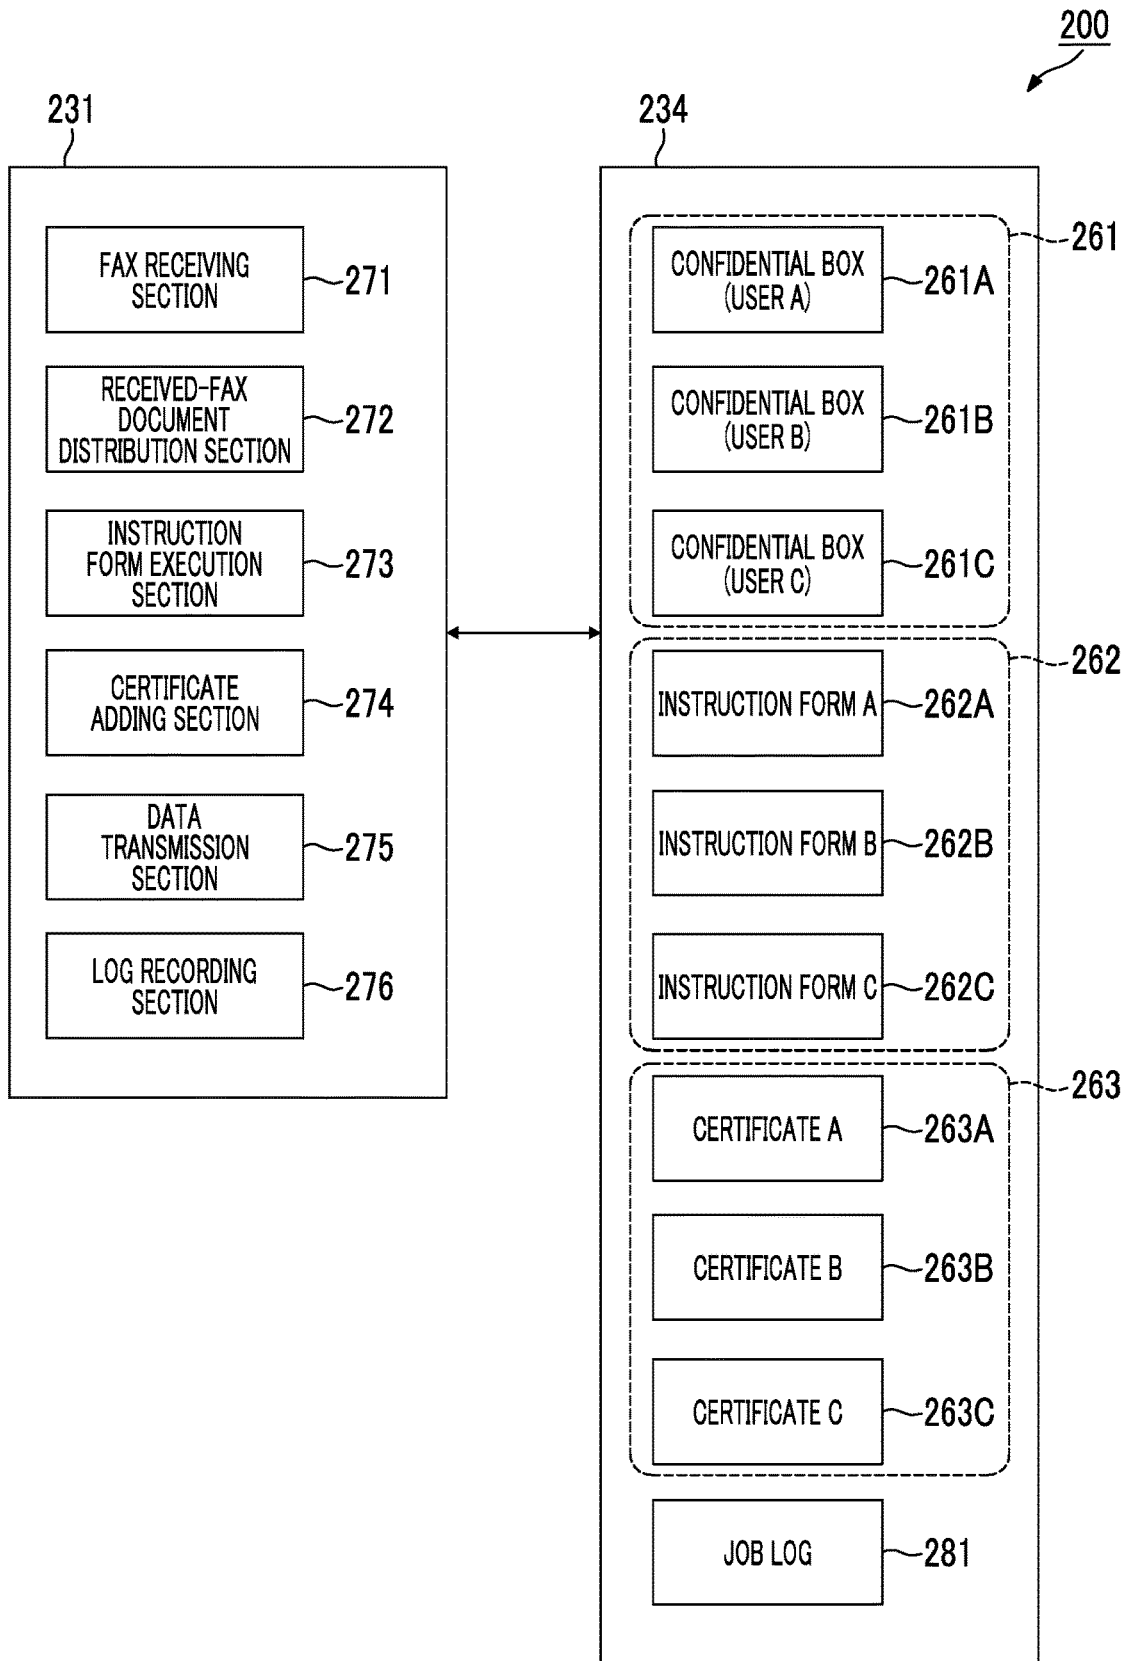 200
231
FAX RECEIVING
SECTION
271
RECEIVED-FAX
DOCUMENT
DISTRIBUTION SECTION
272
INSTRUCTION
FORM EXECUTION
SECTION
273
CERTIFICATE
ADDING SECTION
274
DATA
TRANSMISSION
SECTION
275
LOG RECORDING
SECTION
276
234
261
CONFIDENTIAL BOX
(USER A)
261A
CONFIDENTIAL BOX
(USER B)
261B
CONFIDENTIAL BOX
(USER C)
261C
262
INSTRUCTION FORM A
262A
INSTRUCTION FORM B
262B
INSTRUCTION FORM C
262C
263
CERTIFICATE A
263A
CERTIFICATE B
263B
CERTIFICATE C
263C
JOB LOG
281